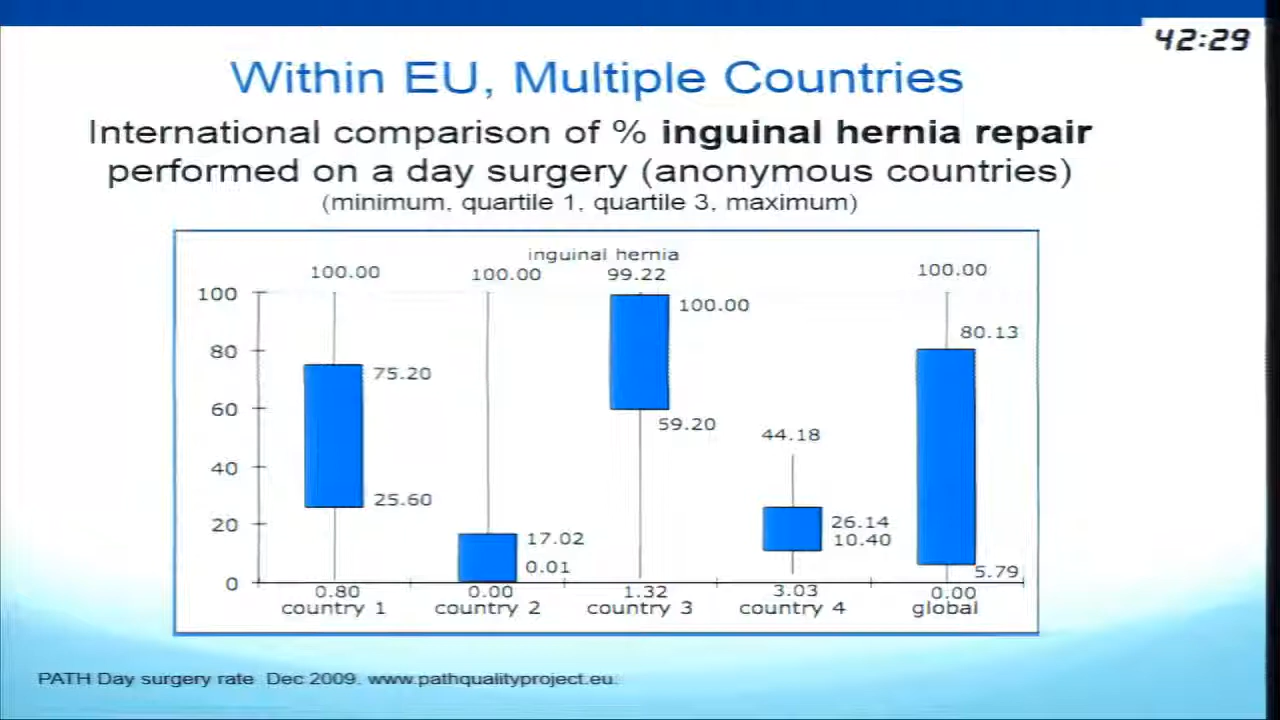 42:29
Within EU, Multiple Countries
International comparison of % inguinal hernia repair
performed on a day surgery (anonymous countries)
(minimum, quartile 1, quartile 3, maximum)
inguinal hernia
100.00 100.00 99.22 100.00
100 100.00
80 80.13
75.20
60 59.20
44.18
40
25.60
20 26.14
17.02 10.40
0.01 5.79
0
0.80 0.00 1.32 3.03 0.00
country 1 country 2 country 3 country 4 global
PATH Day surgery rate Dec 2009. www.pathqualityproject.eu.